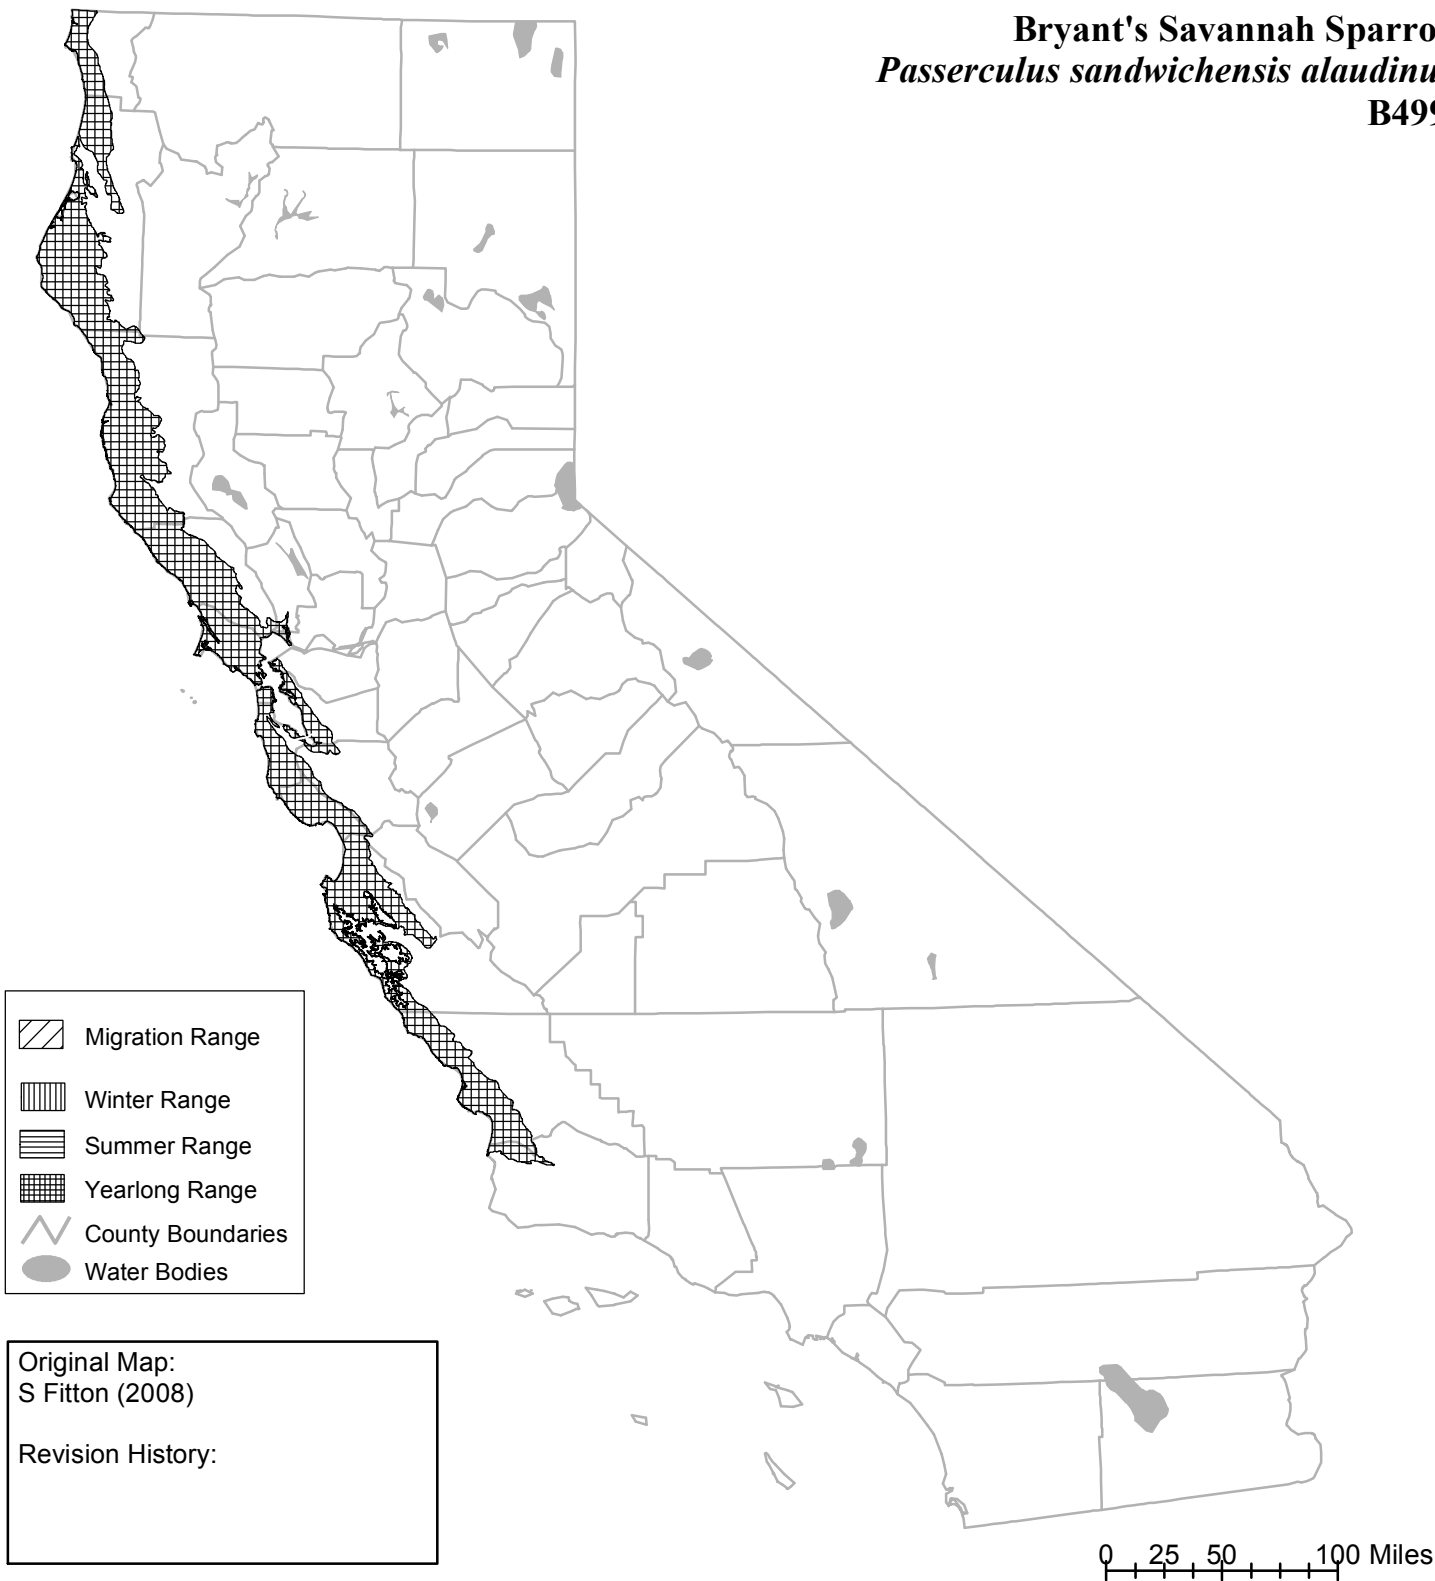 Bryant's Savannah Sparro
Passerculus sandwichensis alaudinu
B499
Migration Range
Winter Range
Summer Range
Yearlong Range
County Boundaries
Water Bodies
Original Map:
S Fitton (2008)
Revision History:
0 25 50 100 Miles